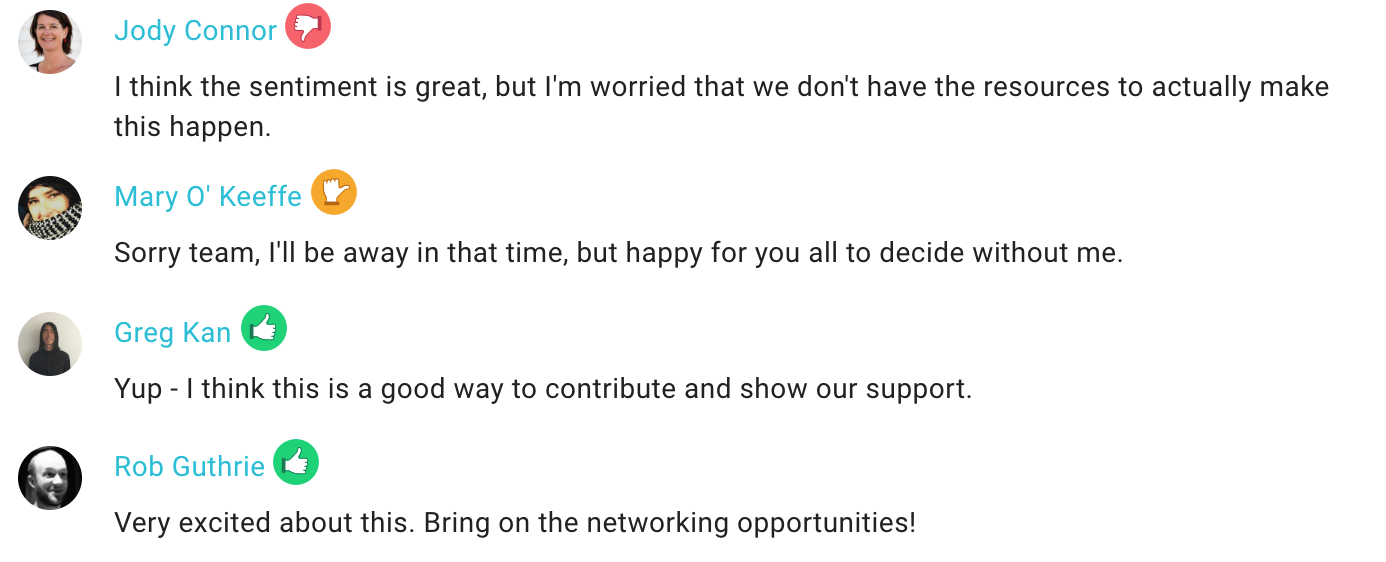 Jody Connor
I think the sentiment is great, but I'm worried that we don't have the resources to actually make
this happen.
Mary O' Keeffe
Sorry team, I'll be away in that time, but happy for you all to decide without me.
Greg Kan
Yup - I think this is a good way to contribute and show our support.
Rob Guthrie
Very excited about this. Bring on the networking opportunities!